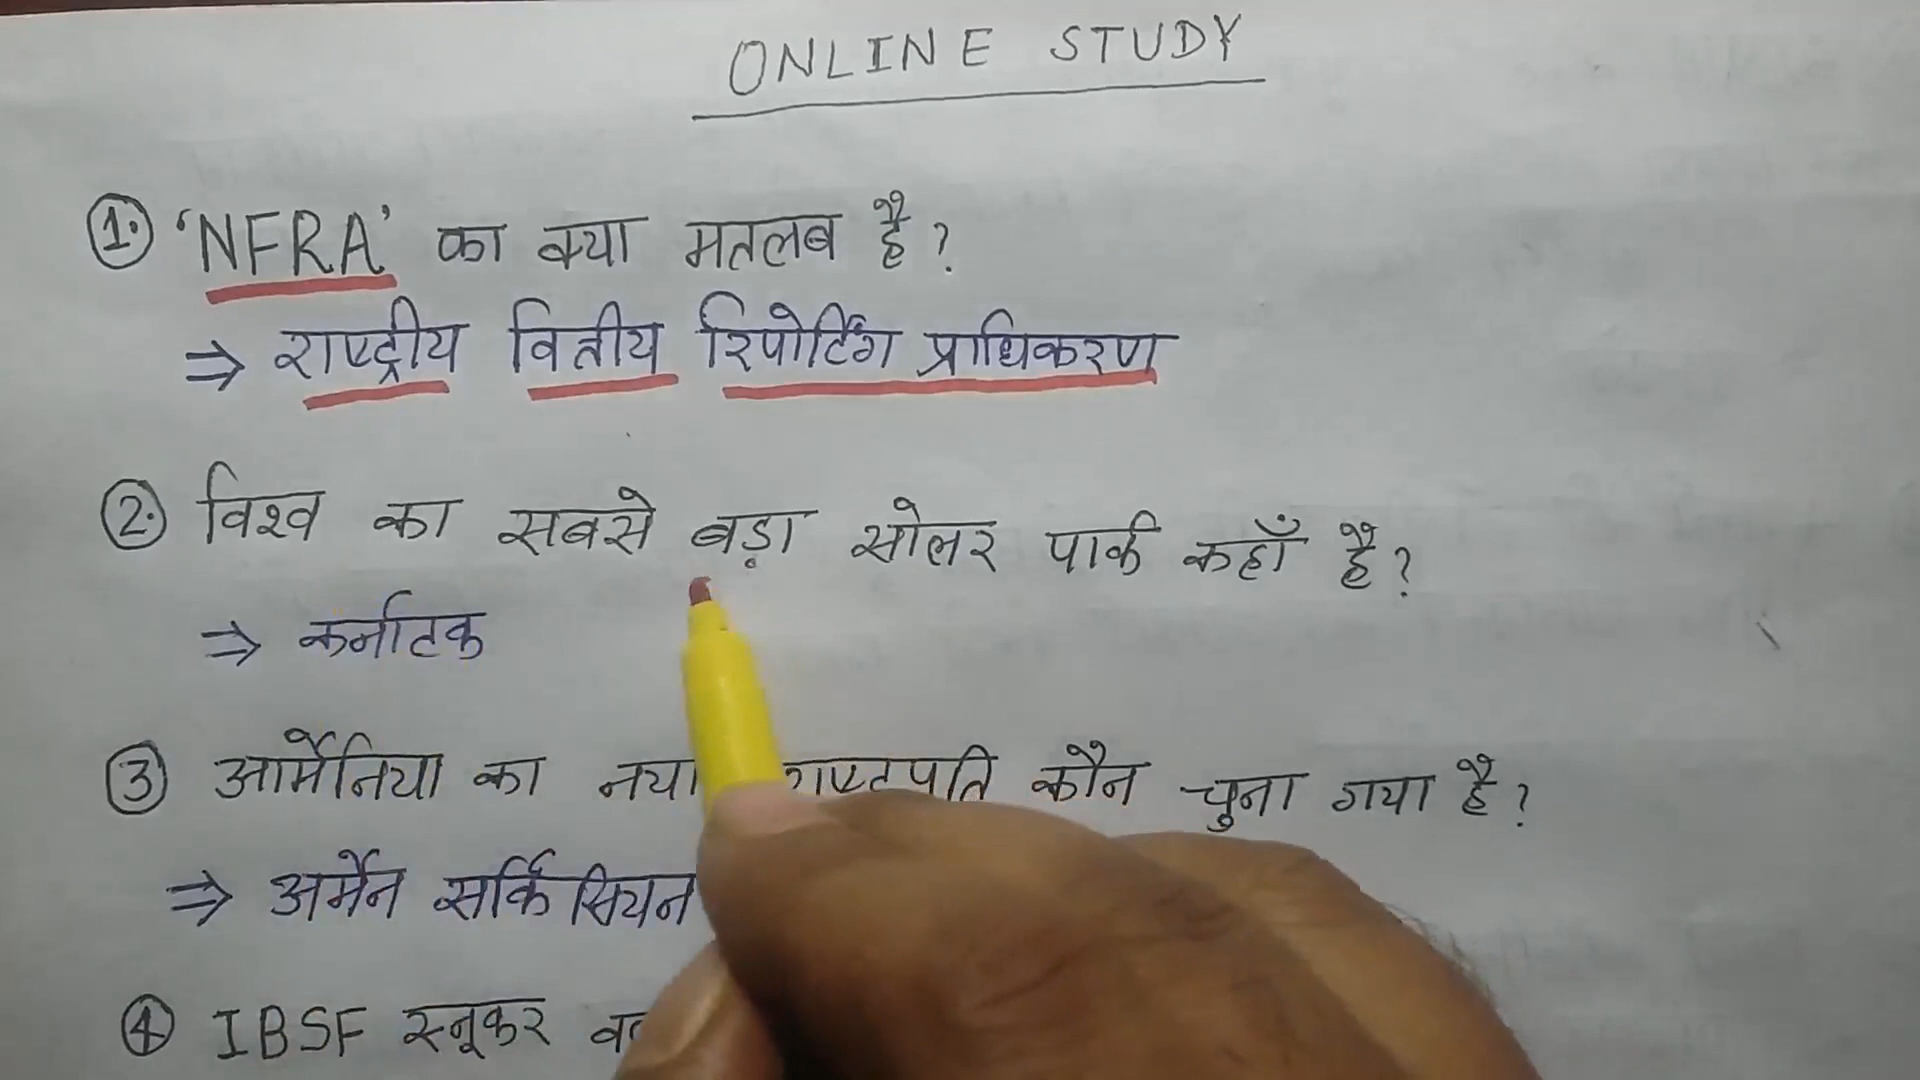 ONLINE STUDY
1. 'NFRA' का क्या मतलब है?
⇒ राष्ट्रीय वित्तीय रिपोर्टिंग प्राधिकरण
2. विश्व का सबसे बड़ा सोलर पार्क कहाँ है?
⇒ कर्नाटक
3 आर्मेनिया का नया राष्ट्रपति कौन चुना गया है?
⇒ अर्मेन सर्किसियन
4 IBSF स्नूकर